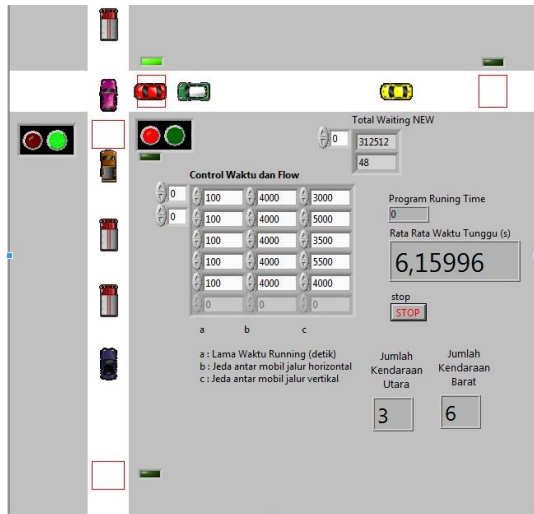 Total Waiting NEW
0
312512
48
Control Waktu dan Flow
0
0
100 4000 3000
100 4000 5000
100 4000 3500
100 4000 5500
100 4000 4000
0 0 0
a b c
Program Runing Time
0
Rata Rata Waktu Tunggu (s)
6,15996
stop
STOP
a : Lama Waktu Running (detik)
b : Jeda antar mobil jalur horizontal
c : Jeda antar mobil jalur vertikal
Jumlah
Kendaraan
Utara
3
Jumlah
Kendaraan
Barat
6